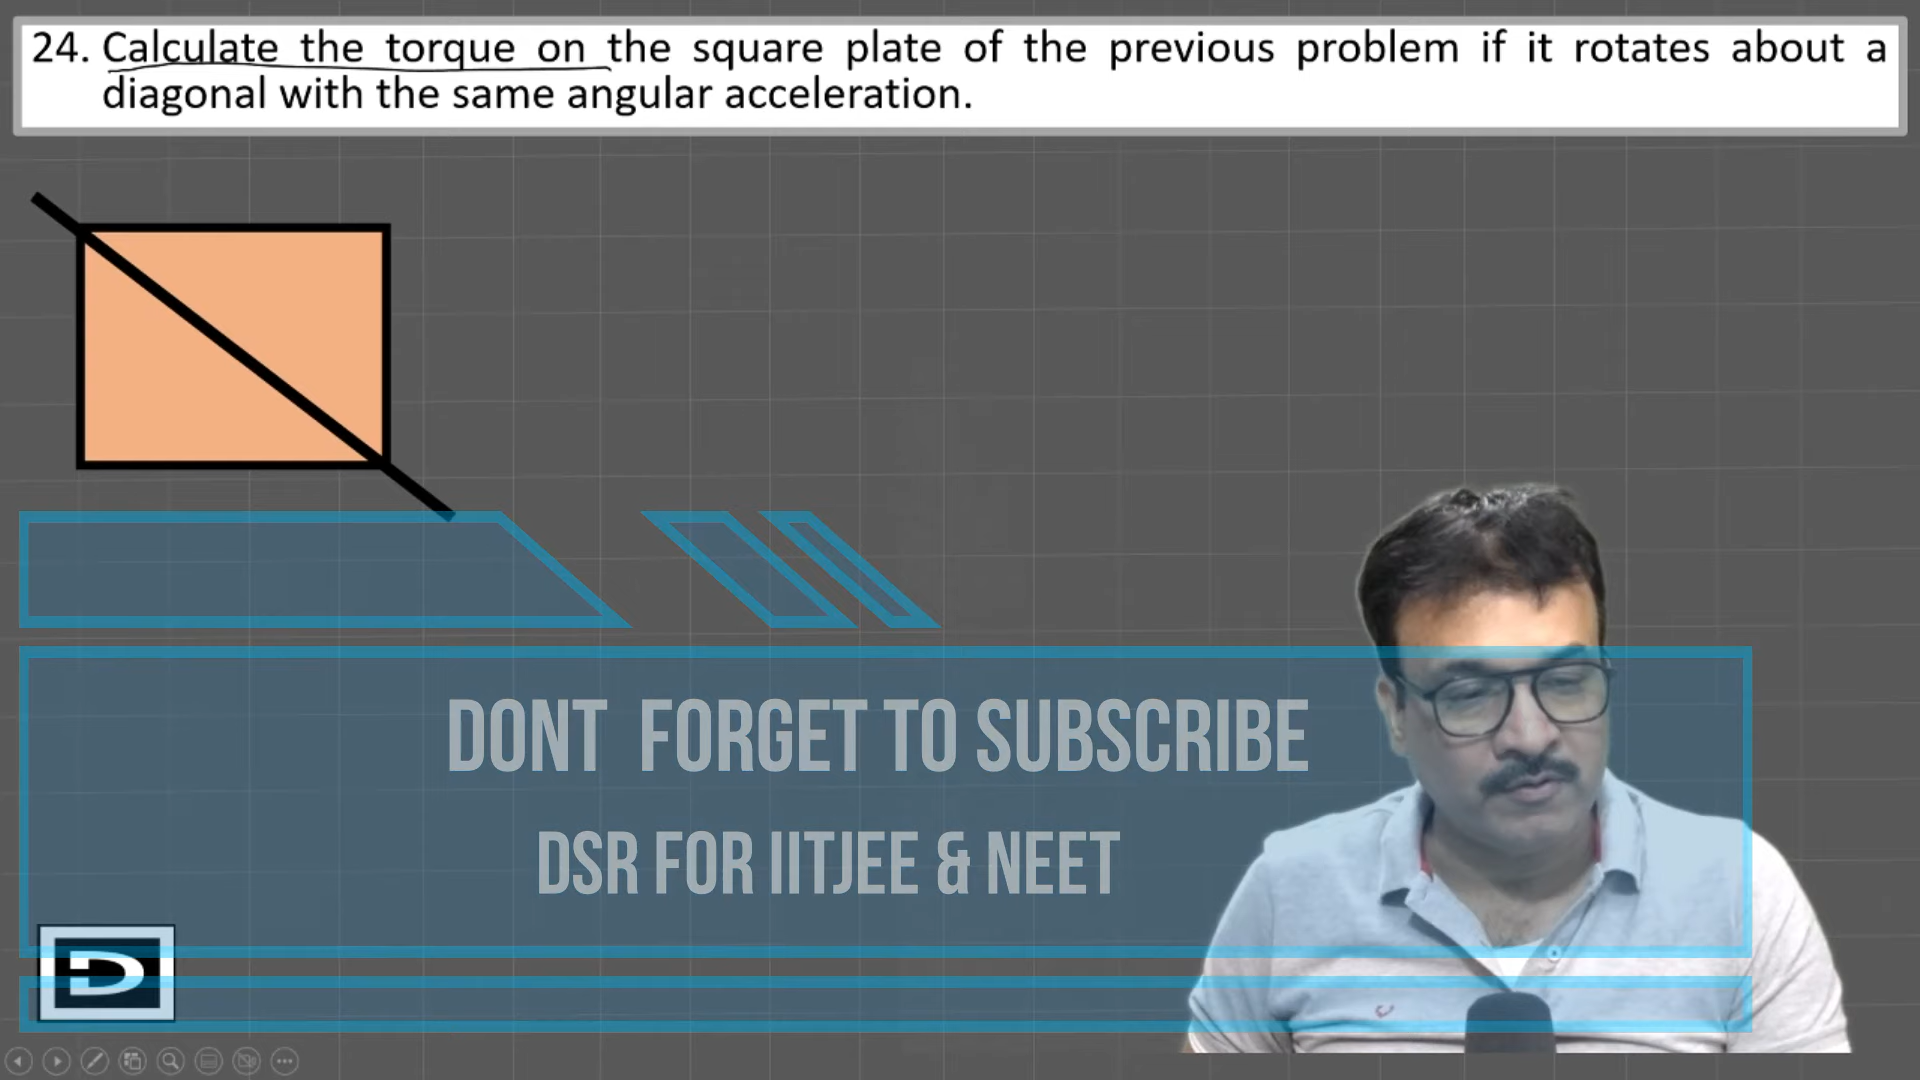 24. Calculate the torque on the square plate of the previous problem if it rotates about a
diagonal with the same angular acceleration.
DONT FORGET TO SUBSCRIBE
DSR FOR IITJEE & NEET
D